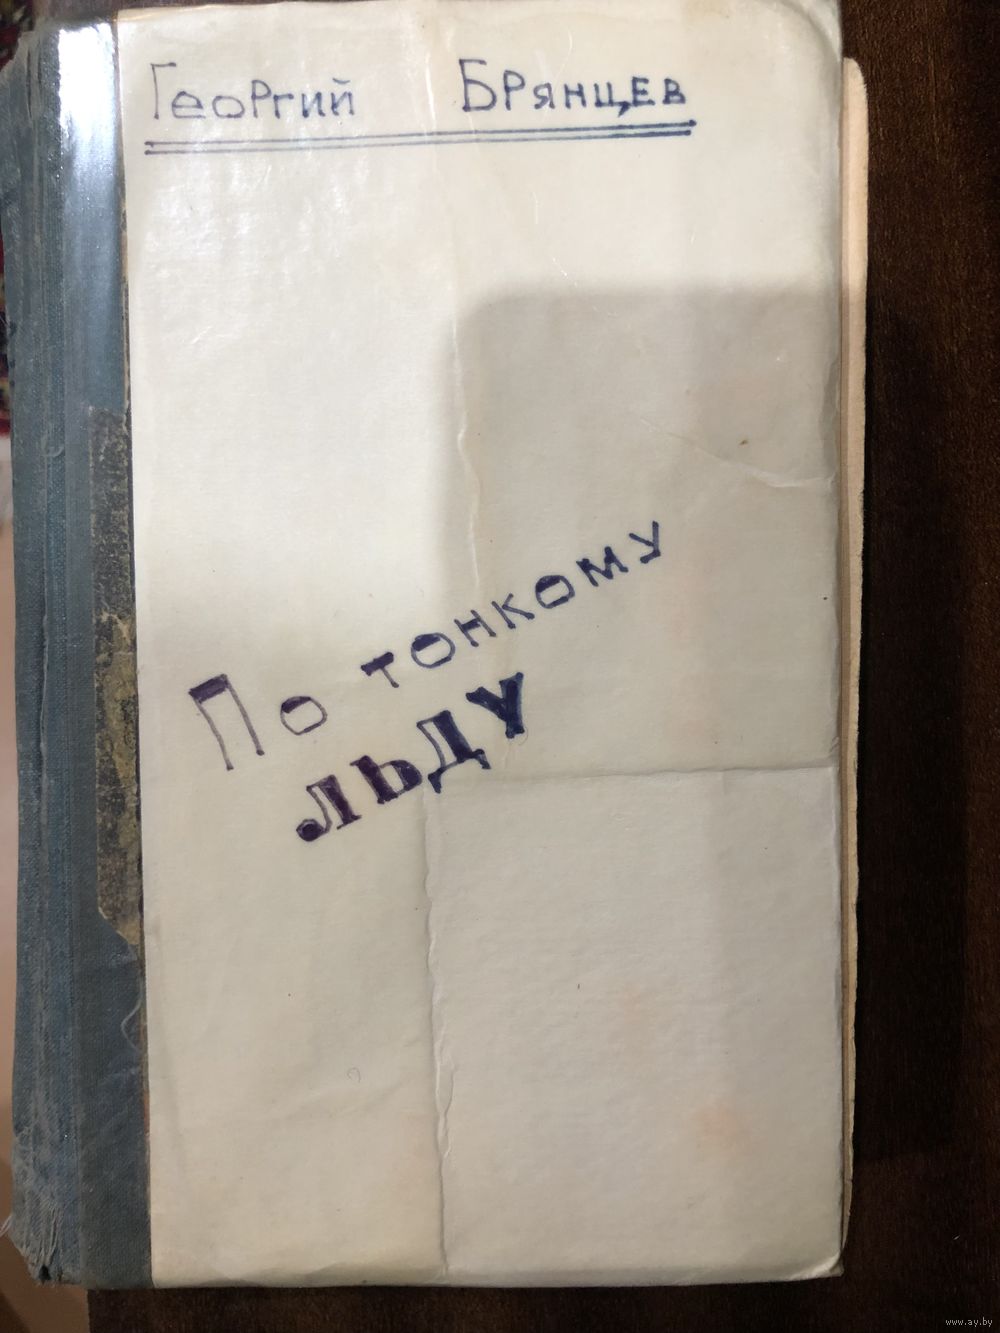 Георгий Брянцев
По тонкому
льду
www.ay.by